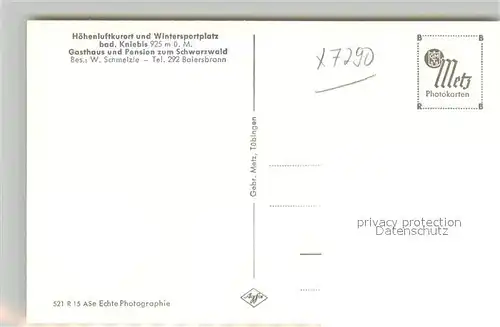 Höhenluftkurort und Wintersportplatz
bad. Kniebis 925 m ü. M.
Gasthaus und Pension zum Schwarzwald
Bes.: W. Schmelzle – Tel. 292 Baiersbronn
x7290
B B
Metz
Photokarten
R B
Gebr. Metz, Tübingen
privacy protection
Datenschutz
521 R 15 ASe Echte Photographie
Agfa